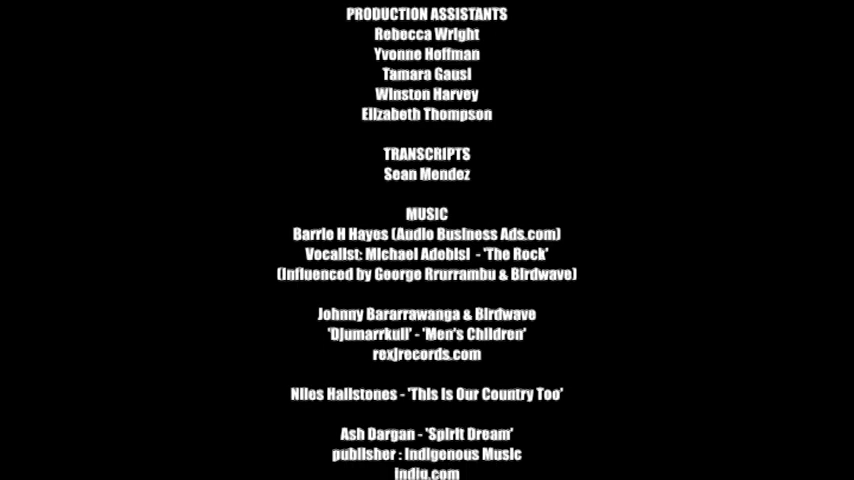 PRODUCTION ASSISTANTS
Rebecca Wright
Yvonne Hoffman
Tamara Gausi
Winston Harvey
Elizabeth Thompson
TRANSCRIPTS
Sean Mendez
MUSIC
Barrie H Hayes (Audio Business Ads.com)
Vocalist: Michael Adebisi - 'The Rock'
(Influenced by George Rrurrambu & Birdwave)
Johnny Bararrawanga & Birdwave
'Djumarrkuli' - 'Men's Children'
rexjrecords.com
Niles Hailstones - 'This Is Our Country Too'
Ash Dargan - 'Spirit Dream'
publisher : Indigenous Music